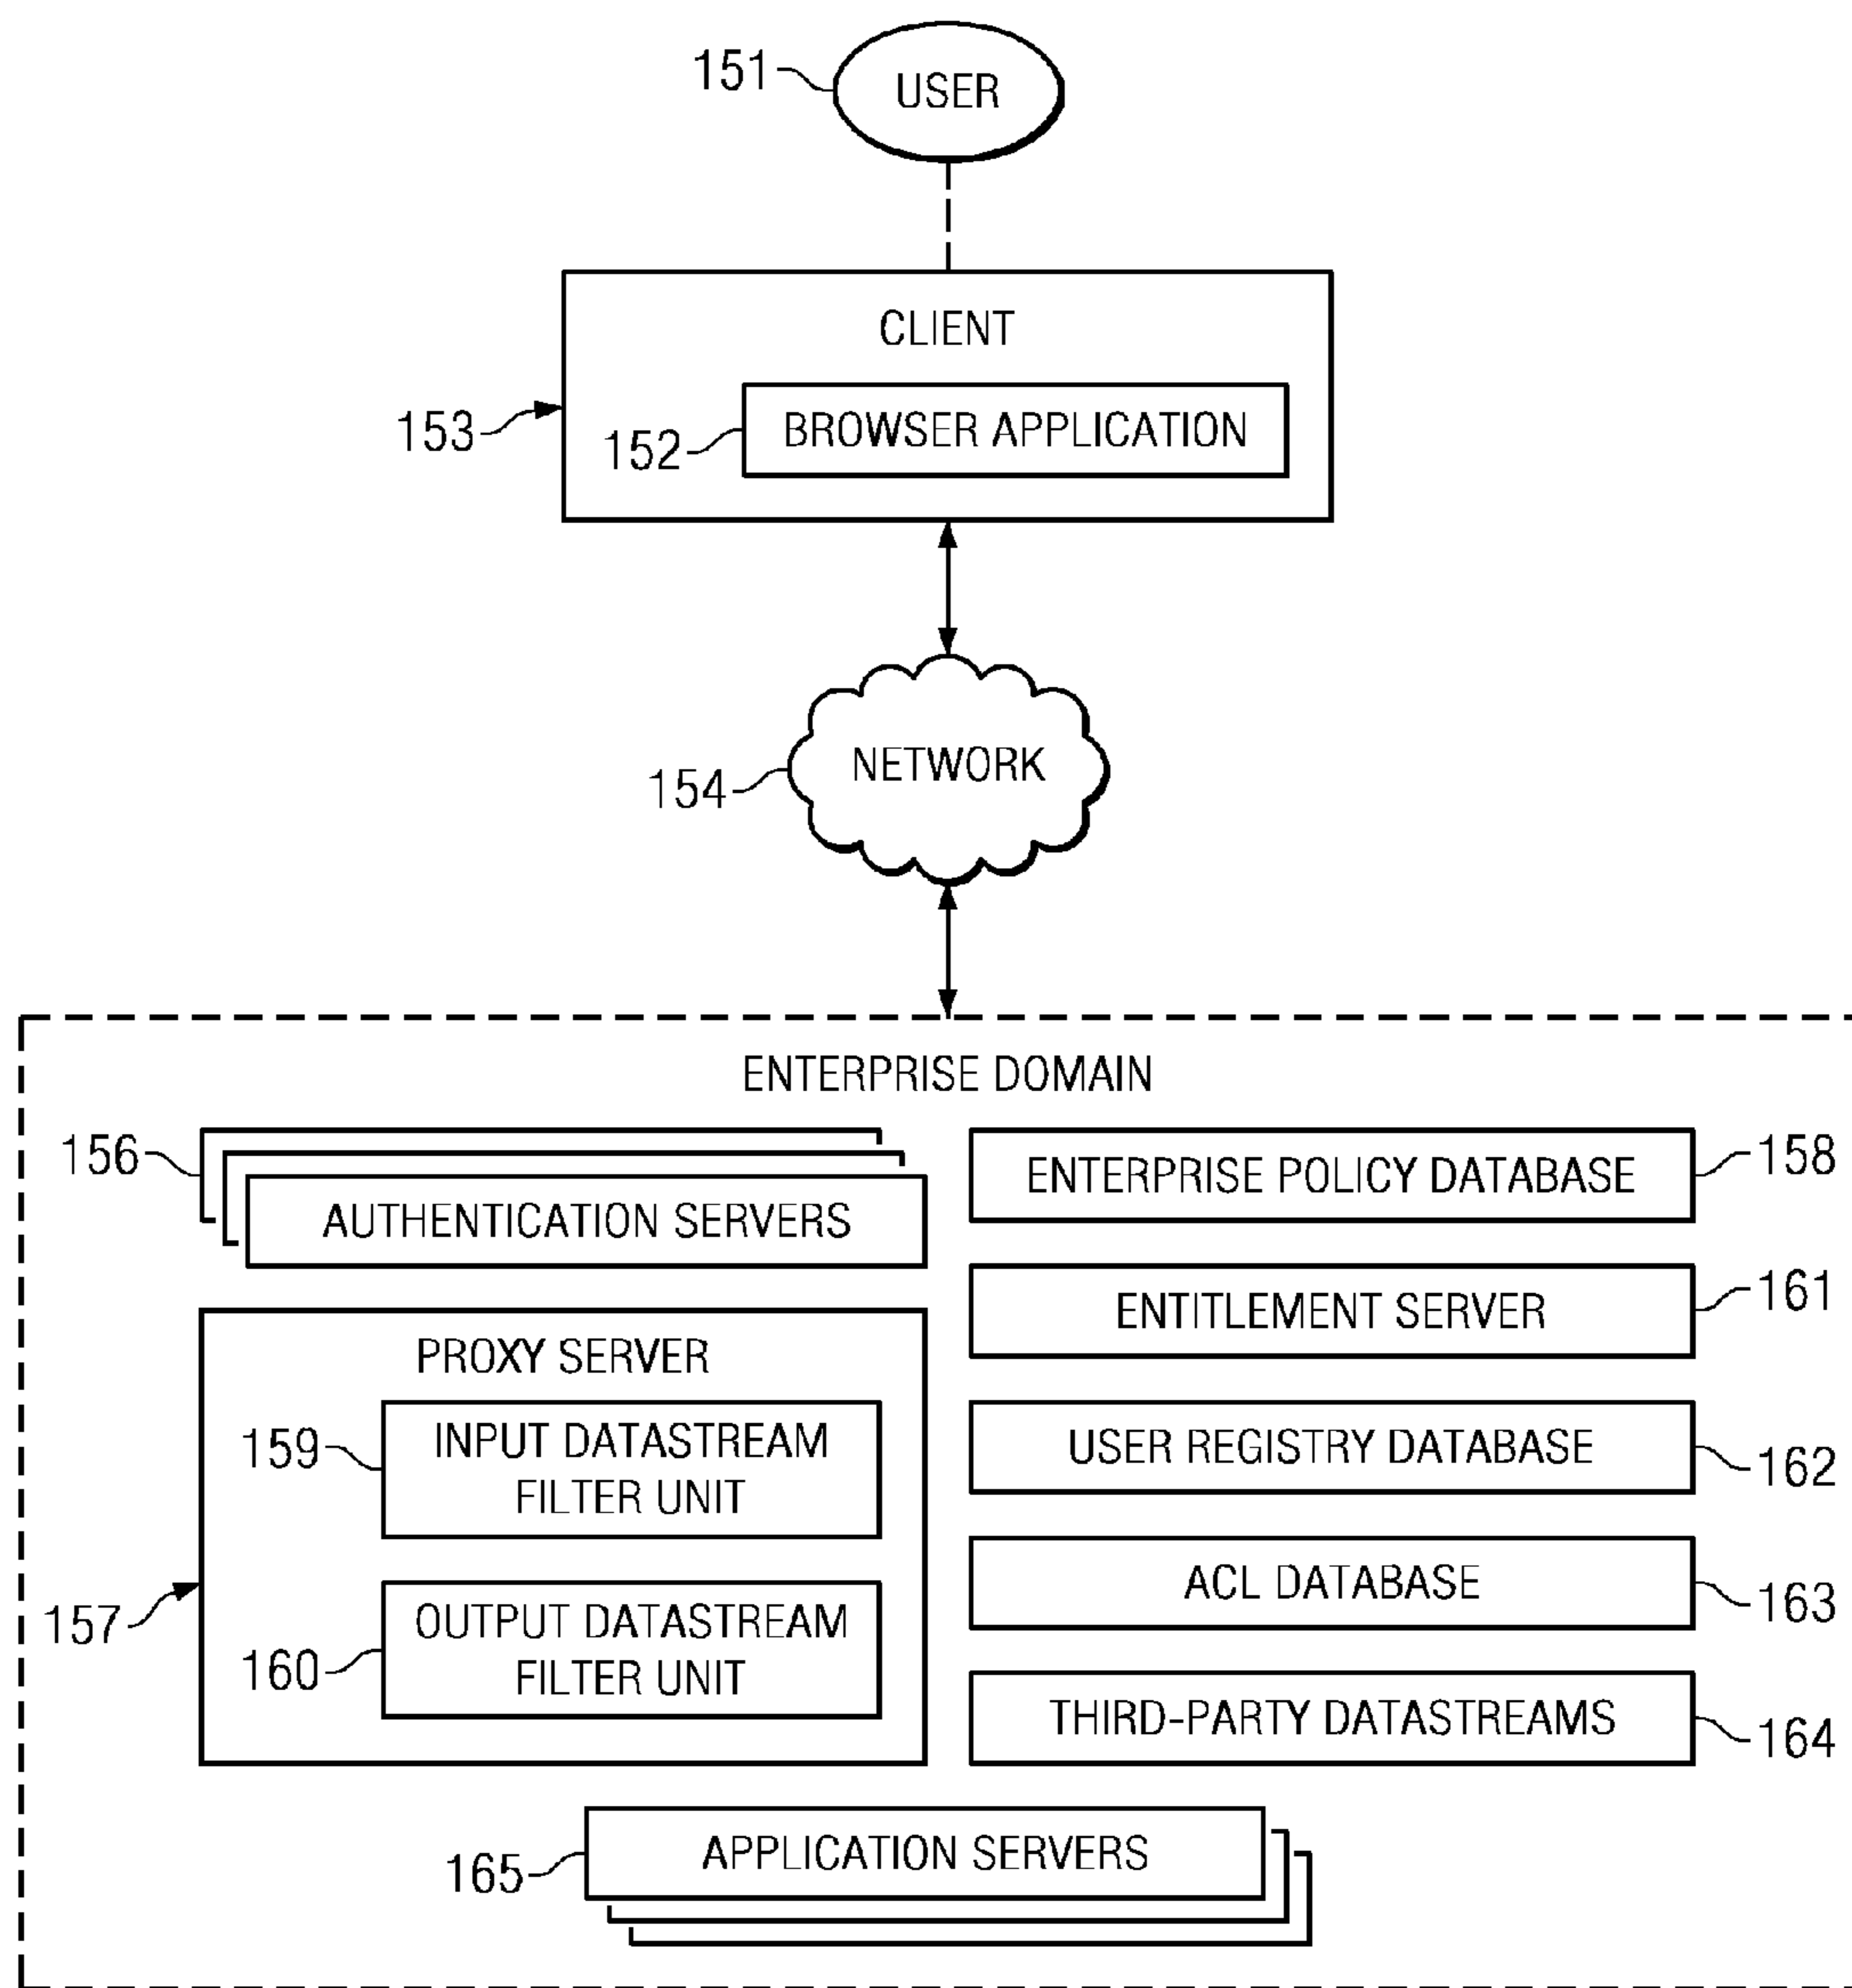 151
USER
CLIENT
153
152
BROWSER APPLICATION
NETWORK
154
ENTERPRISE DOMAIN
156
AUTHENTICATION SERVERS
ENTERPRISE POLICY DATABASE
158
ENTITLEMENT SERVER
161
PROXY SERVER
159
INPUT DATASTREAM
FILTER UNIT
USER REGISTRY DATABASE
162
157
160
OUTPUT DATASTREAM
FILTER UNIT
ACL DATABASE
163
THIRD-PARTY DATASTREAMS
164
165
APPLICATION SERVERS